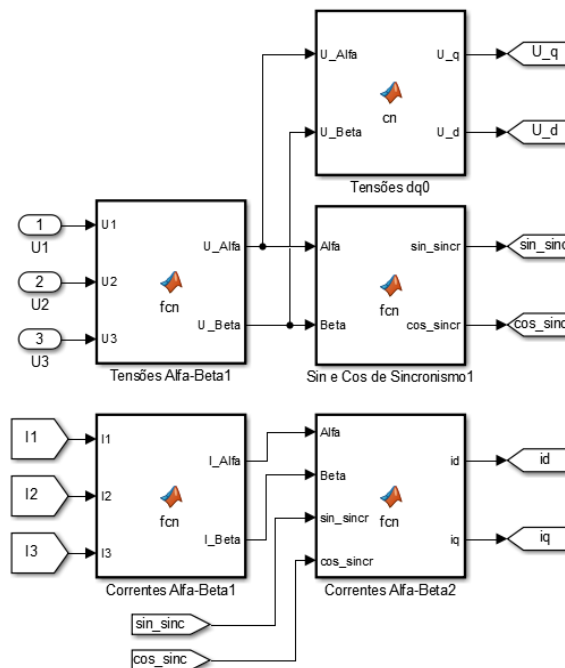 U_Alfa
U_q
U_q
cn
U_Beta
U_d
U_d
Tensões dq0
1
U1
U1
U_Alfa
Alfa
sin_sincr
sin_sinc
2
U2
U2
fcn
fcn
3
U3
U3
U_Beta
Beta
cos_sincr
cos_sinc
Tensões Alfa-Beta1
Sin e Cos de Sincronismo1
I1
I1
I_Alfa
Alfa
id
id
I2
I2
fcn
Beta
I3
I3
I_Beta
sin_sincr
fcn
iq
iq
cos_sincr
Correntes Alfa-Beta1
Correntes Alfa-Beta2
sin_sinc
cos_sinc